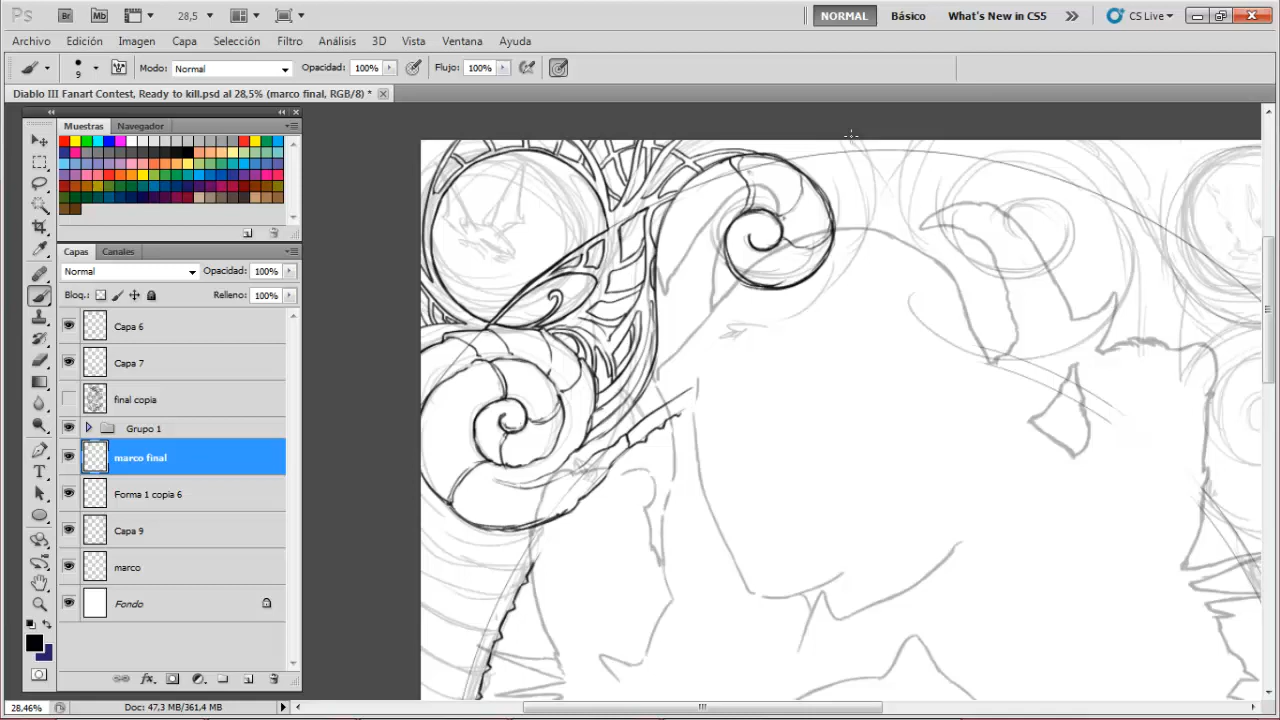 Ps Br Mb 28,5 NORMAL Básico What's New in CS5 CS Live
Archivo Edición Imagen Capa Selección Filtro Análisis 3D Vista Ventana Ayuda
9 Modo: Normal Opacidad: 100% Flujo: 100%
Diablo III Fanart Contest, Ready to kill.psd al 28,5% (marco final, RGB/8) *
Muestras Navegador
Capas Canales
Normal Opacidad: 100%
Bloq.: Relleno: 100%
Capa 6
Capa 7
final copia
Grupo 1
marco final
Forma 1 copia 6
Capa 9
marco
Fondo
fx
28,46% Doc: 47,3 MB/361,4 MB